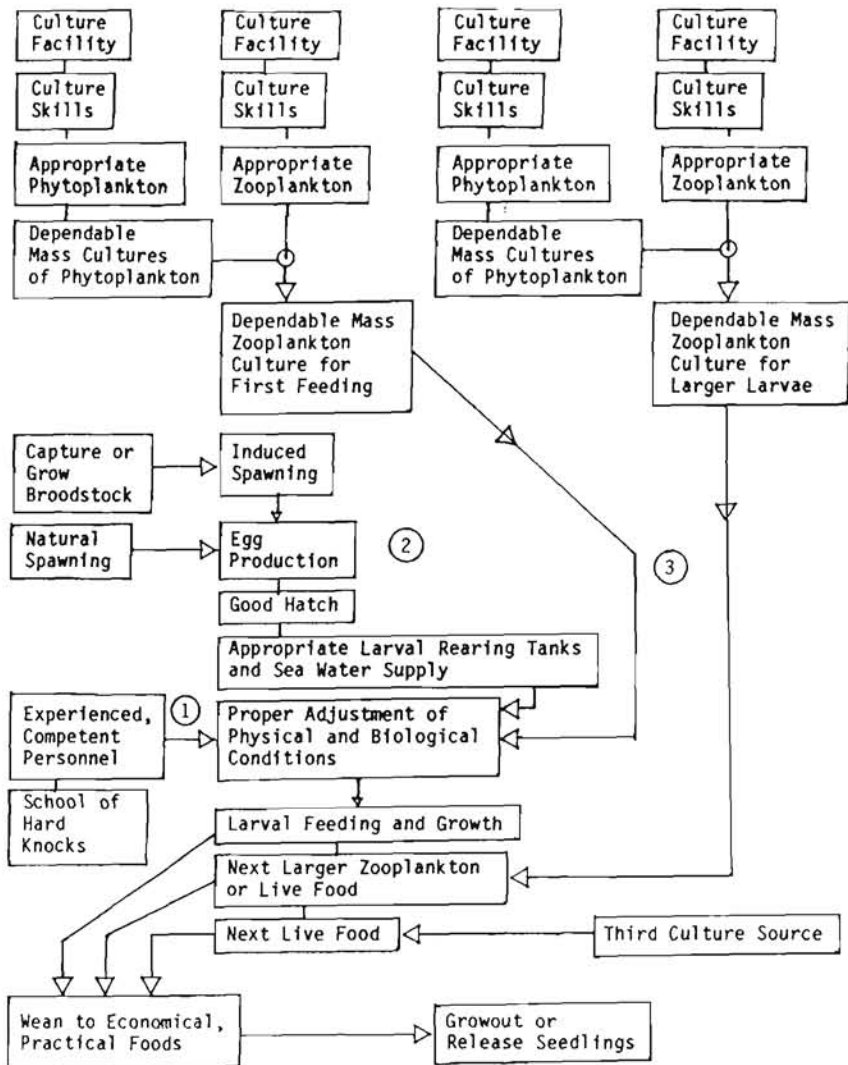 Culture
Facility
Culture
Facility
Culture
Facility
Culture
Facility
Culture
Skills
Culture
Skills
Culture
Skills
Culture
Skills
Appropriate
Phytoplankton
Appropriate
Zooplankton
Appropriate
Phytoplankton
Appropriate
Zooplankton
Dependable
Mass Cultures
of Phytoplankton
Dependable
Mass Cultures
of Phytoplankton
Dependable Mass
Zooplankton
Culture for
First Feeding
Dependable Mass
Zooplankton
Culture for
Larger Larvae
Capture or
Grow
Broodstock
Induced
Spawning
Natural
Spawning
Egg
Production
2
3
Good Hatch
Appropriate Larval Rearing Tanks
and Sea Water Supply
Experienced,
Competent
Personnel
1
Proper Adjustment of
Physical and Biological
Conditions
School of
Hard
Knocks
Larval Feeding and Growth
Next Larger Zooplankton
or Live Food
Next Live Food
Third Culture Source
Wean to Economical,
Practical Foods
Growout or
Release Seedlings